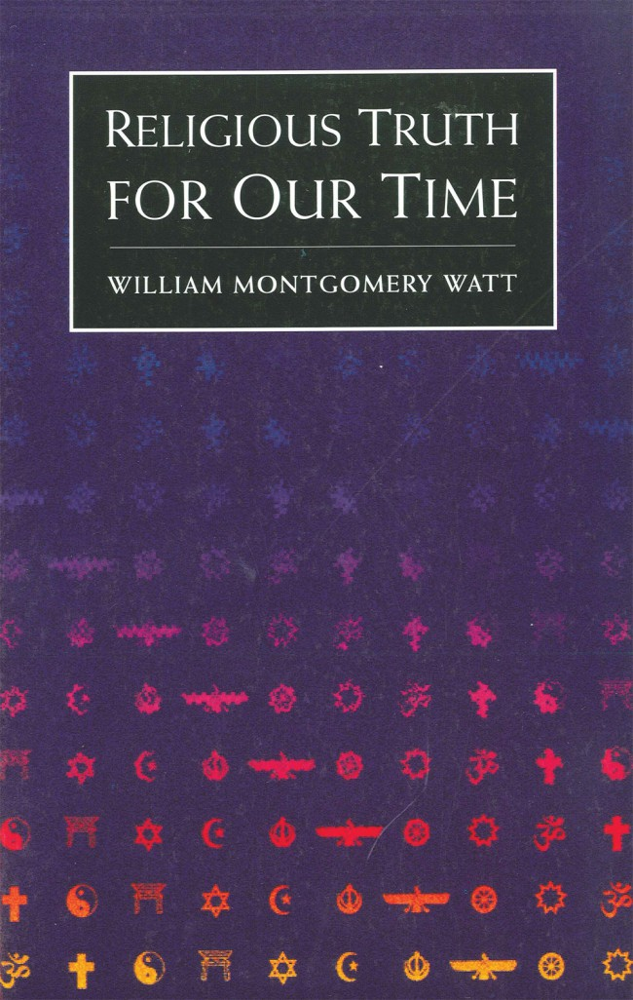 RELIGIOUS TRUTH
FOR OUR TIME
WILLIAM MONTGOMERY WATT